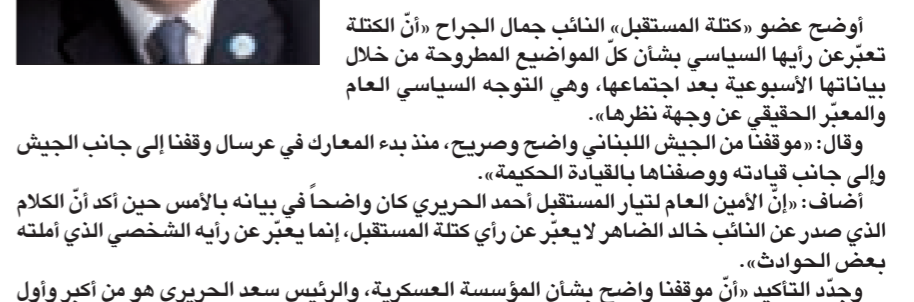 أوضح عضو «كتلة المستقبل» النائب جمال الجراح «أنّ الكتلة
تعبّرعن رأيها السياسي بشأن كلّ المواضيع المطروحة من خلال
بياناتها الأسبوعية بعد اجتماعها، وهي التوجه السياسي العام
والمعبّر الحقيقي عن وجهة نظرها».
وقال: «موقفنا من الجيش اللبناني واضح وصريح، منذ بدء المعارك في عرسال وقفنا إلى جانب الجيش
وإلى جانب قيادته ووصفناها بالقيادة الحكيمة».
أضاف: «إنّ الأمين العام لتيار المستقبل أحمد الحريري كان واضحاً في بيانه بالأمس حين أكد أنّ الكلام
الذي صدر عن النائب خالد الضاهر لايعبّر عن رأي كتلة المستقبل، إنما يعبّر عن رأيه الشخصي الذي أملته
بعض الحوادث».
وجدّد التأكيد «أنّ موقفنا واضح بشأن المؤسسة العسكرية، والرئيس سعد الحريري هو من أكبر وأول